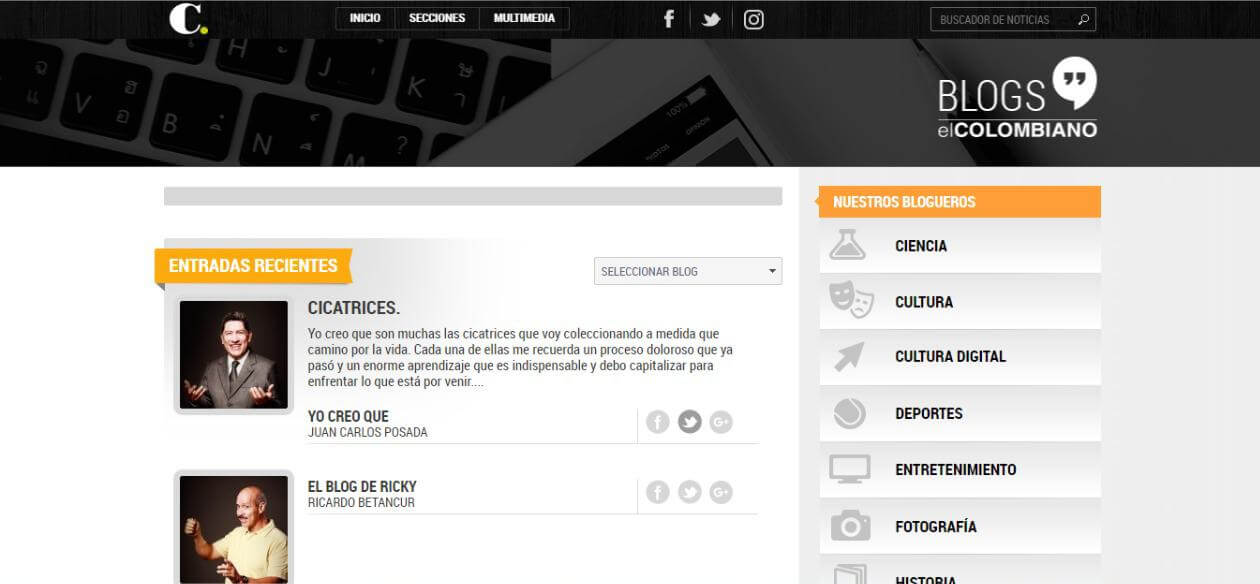 C.
INICIO
SECCIONES
MULTIMEDIA
BUSCADOR DE NOTICIAS
BLOGS
elCOLOMBIANO
V
B
N
H
J
K
?
100%
OPINIÓN
ENTRADAS RECIENTES
SELECCIONAR BLOG
CICATRICES.
Yo creo que son muchas las cicatrices que voy coleccionando a medida que
camino por la vida. Cada una de ellas me recuerda un proceso doloroso que ya
pasó y un enorme aprendizaje que es indispensable y debo capitalizar para
enfrentar lo que está por venir....
YO CREO QUE
JUAN CARLOS POSADA
EL BLOG DE RICKY
RICARDO BETANCUR
NUESTROS BLOGUEROS
CIENCIA
CULTURA
CULTURA DIGITAL
DEPORTES
ENTRETENIMIENTO
FOTOGRAFÍA
HISTORIA